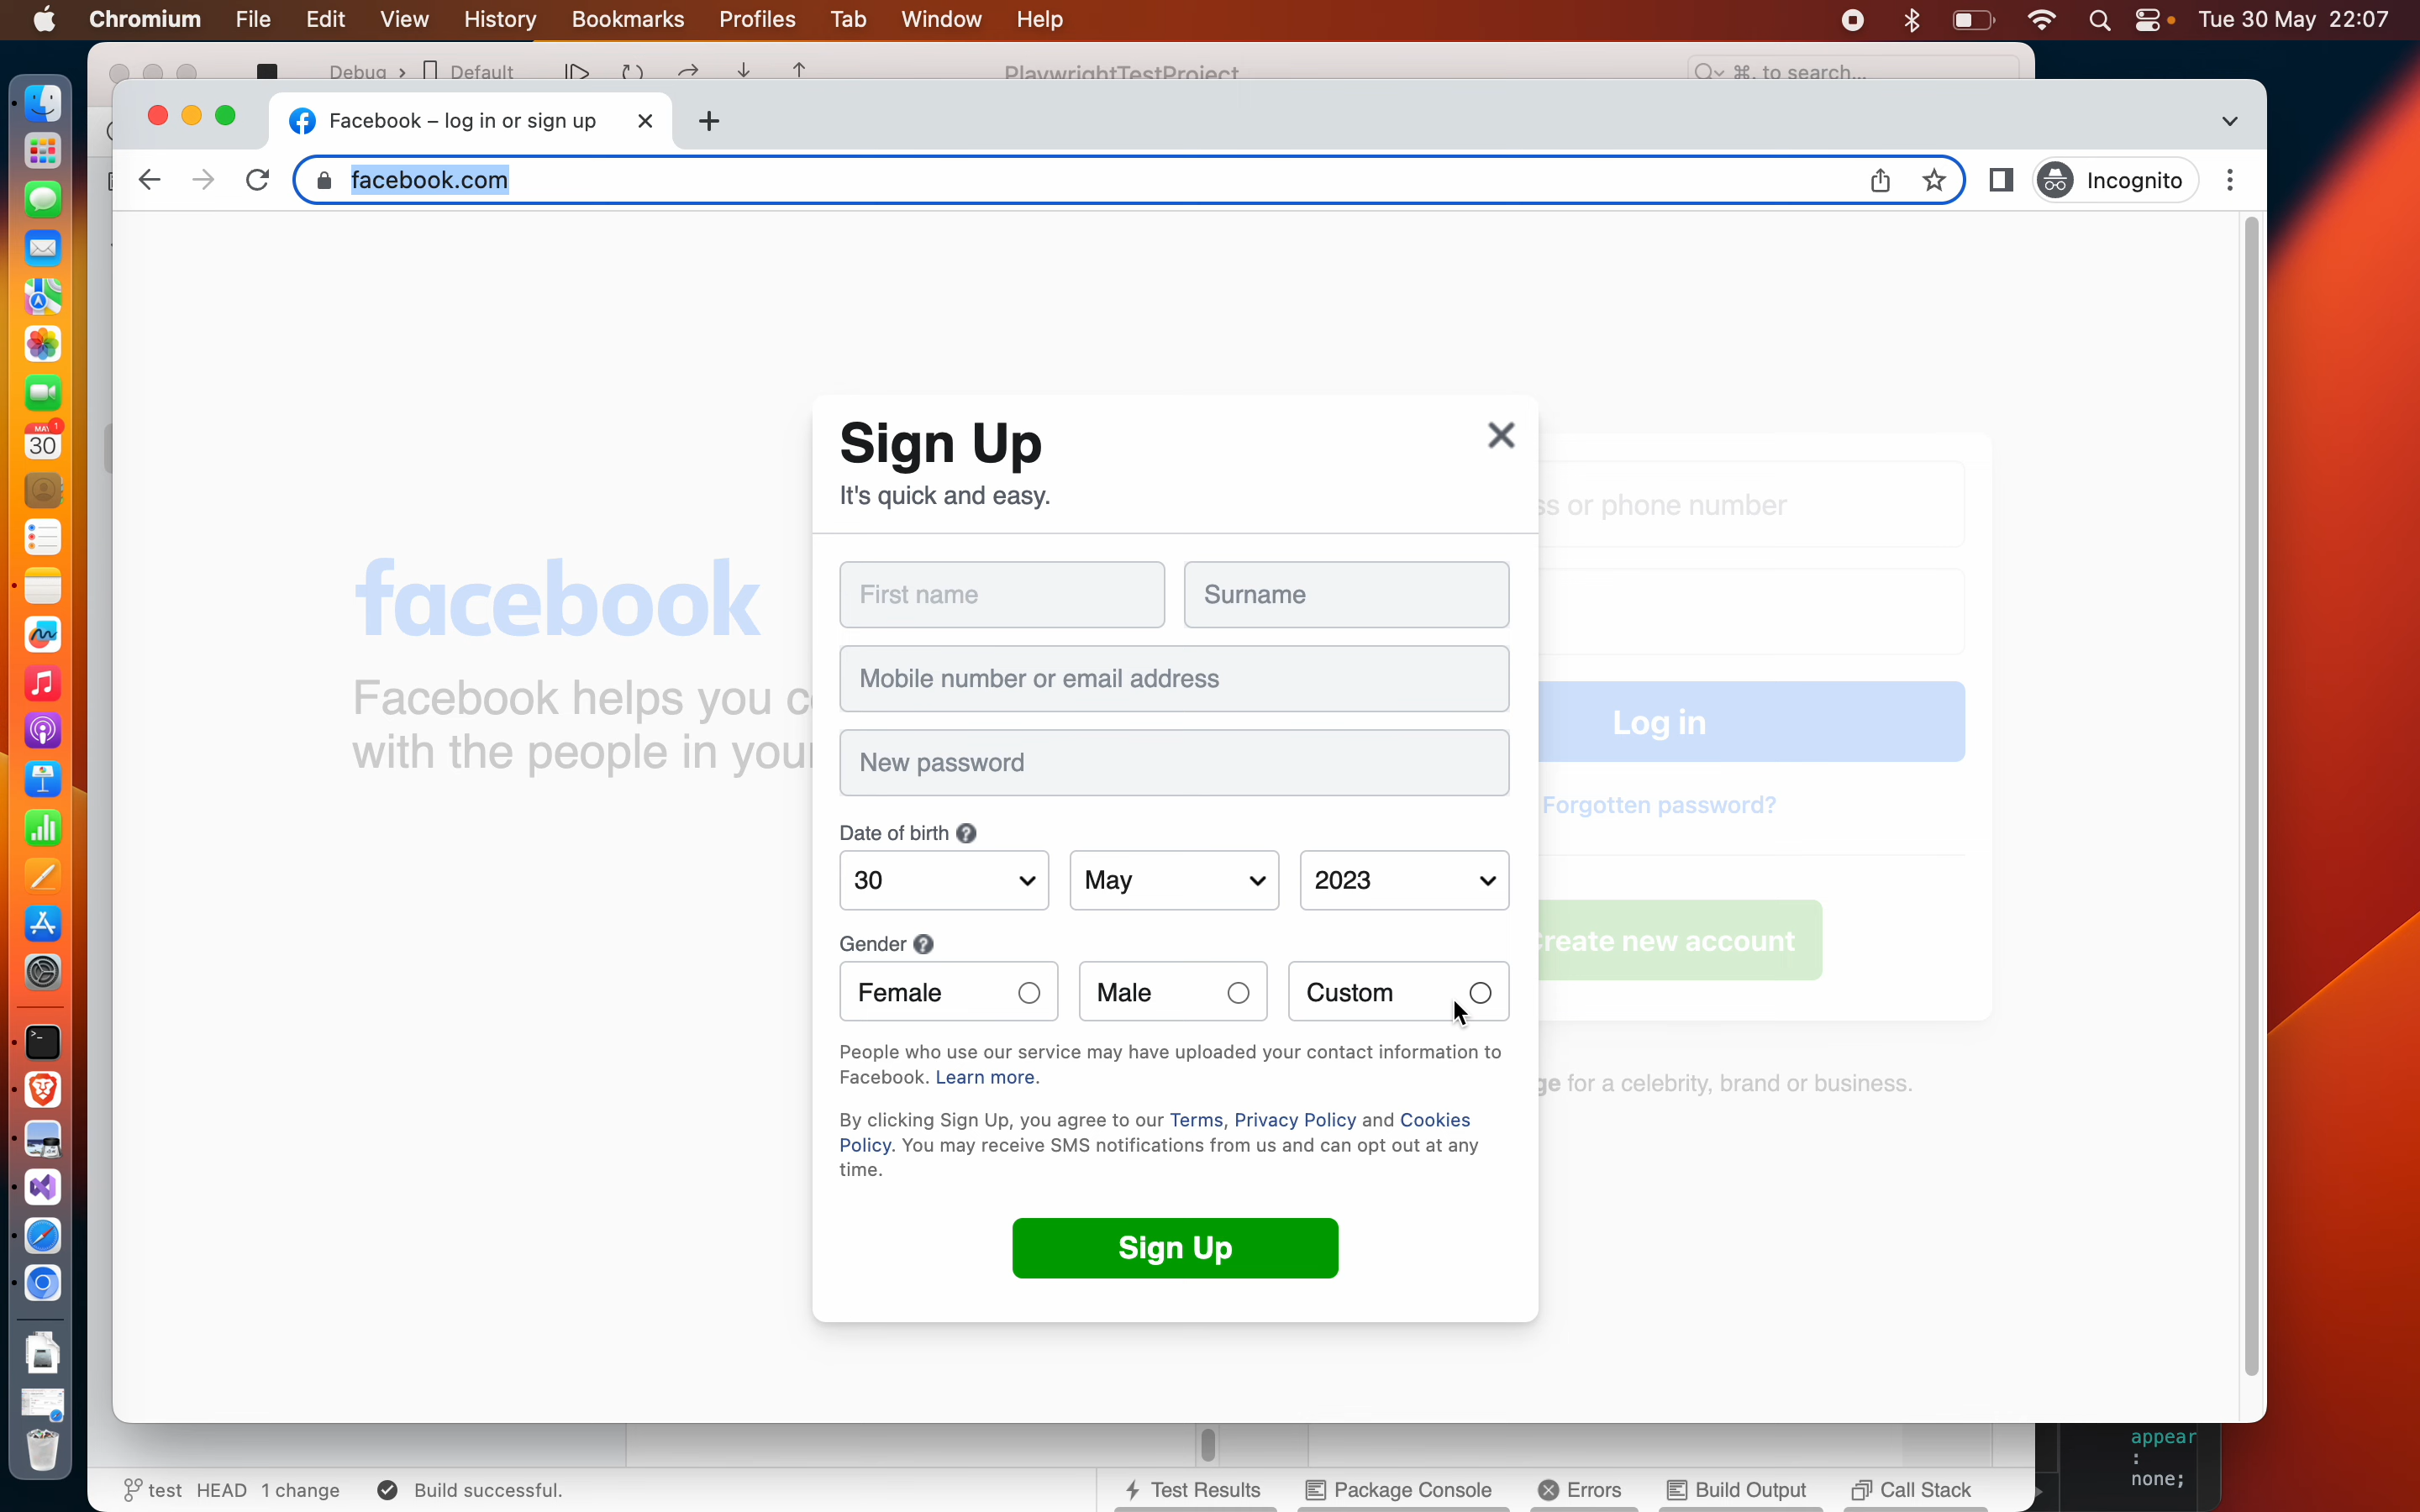 Chromium File Edit View History Bookmarks Profiles Tab Window Help Tue 30 May 22:07
Debug › Default PlaywrightTestProject ⌘. to search...
Facebook – log in or sign up
facebook.com
Incognito
MAY 1
30
Sign Up
It's quick and easy.
ss or phone number
First name Surname
facebook
Mobile number or email address
Facebook helps you
with the people in your
Log in
New password
Forgotten password?
Date of birth
30 May 2023
Gender
Create new account
Female Male Custom
People who use our service may have uploaded your contact information to
Facebook. Learn more.
ge for a celebrity, brand or business.
By clicking Sign Up, you agree to our Terms, Privacy Policy and Cookies
Policy. You may receive SMS notifications from us and can opt out at any
time.
Sign Up
appear
:
none;
test HEAD 1 change Build successful. Test Results Package Console Errors Build Output Call Stack